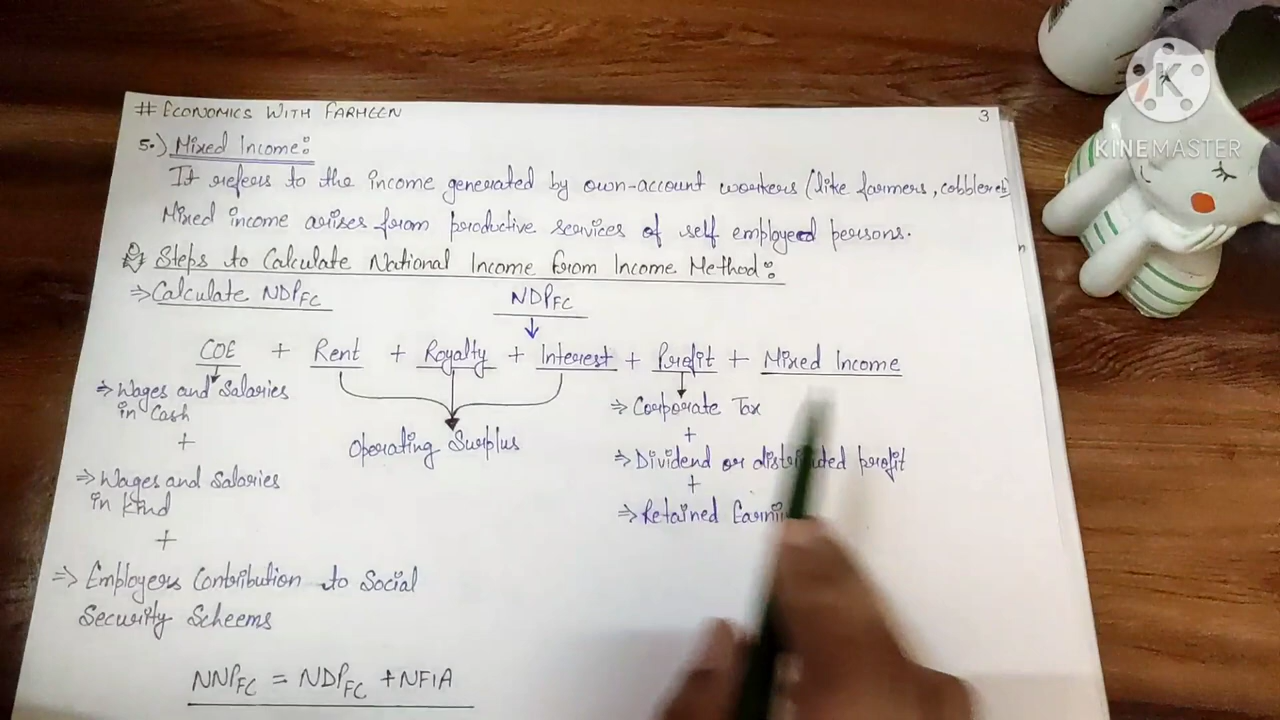 # ECONOMICS WITH FARHEEN
3
5.) Mixed Income:
It refers to the income generated by own-account workers (like farmers, cobbler etc)
Mixed income arises from productive services of self employed persons.
Steps to Calculate National Income from Income Method:
⇒ Calculate NDPFC
NDPFC
COE + Rent + Royalty + Interest + Profit + Mixed Income
⇒ Wages and Salaries
in Cash
+
⇒ Wages and Salaries
in Kind
+
⇒ Employers Contribution to Social
Security Scheems
Operating Surplus
⇒ Corporate Tax
+
⇒ Dividend or distributed profit
+
⇒ Retained
NNPFC = NDPFC + NFIA
K
KINEMASTER